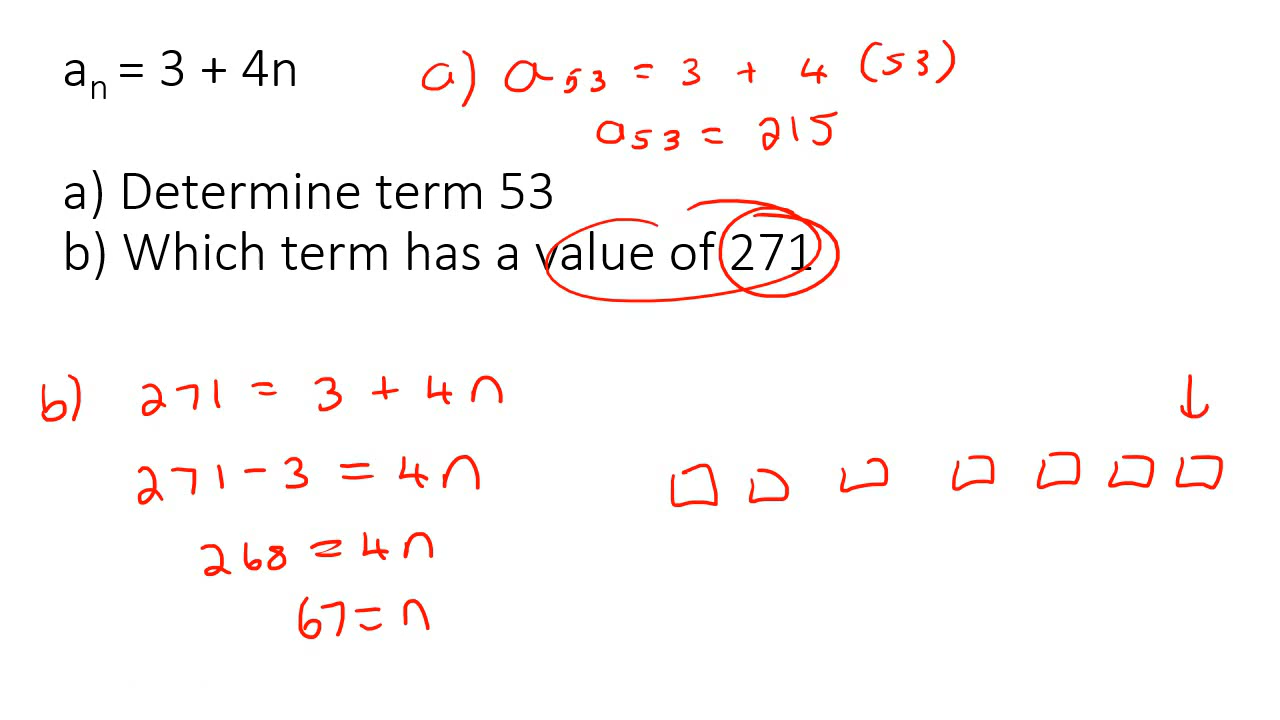 aₙ = 3 + 4n
a) a₅₃ = 3 + 4 (53)
a₅₃ = 215
a) Determine term 53
b) Which term has a value of 271
b) 271 = 3 + 4n
271 - 3 = 4n
268 = 4n
67 = n